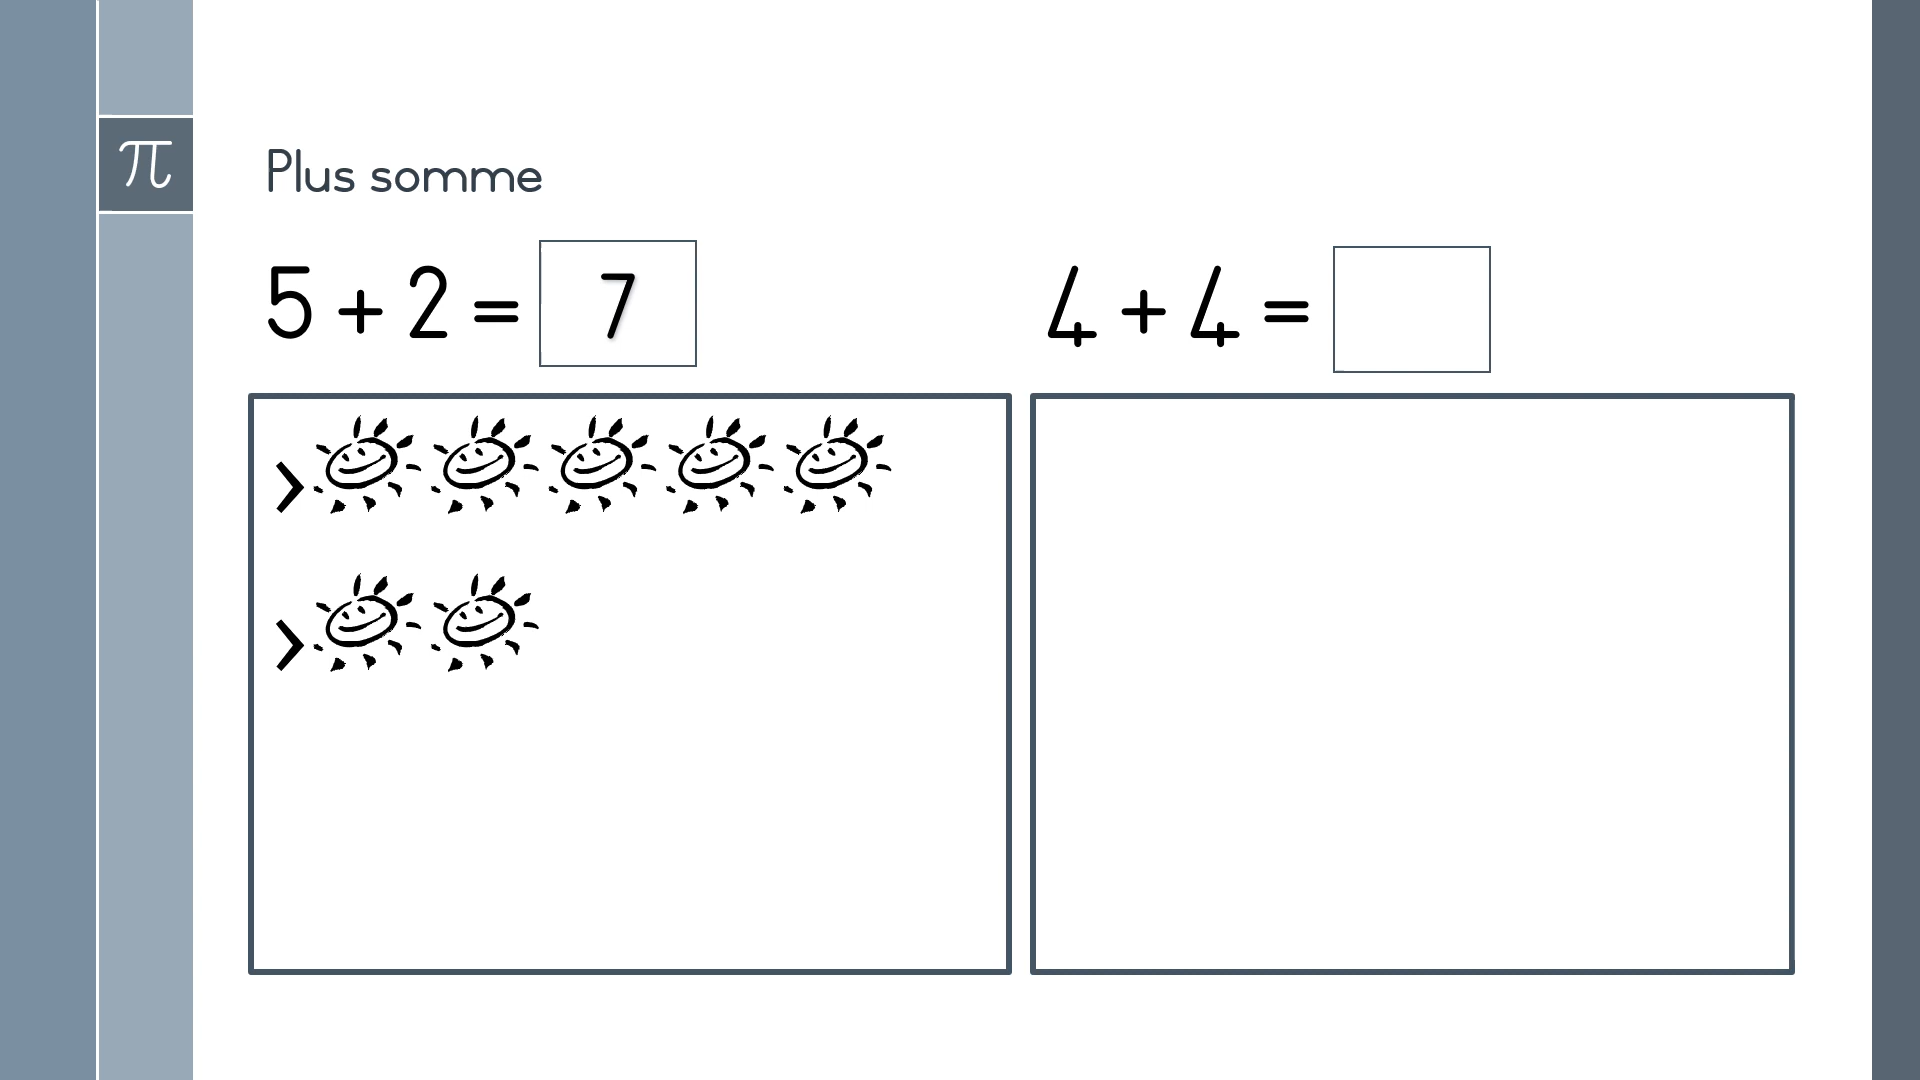 π
Plus somme
5 + 2 = 7
4 + 4 =